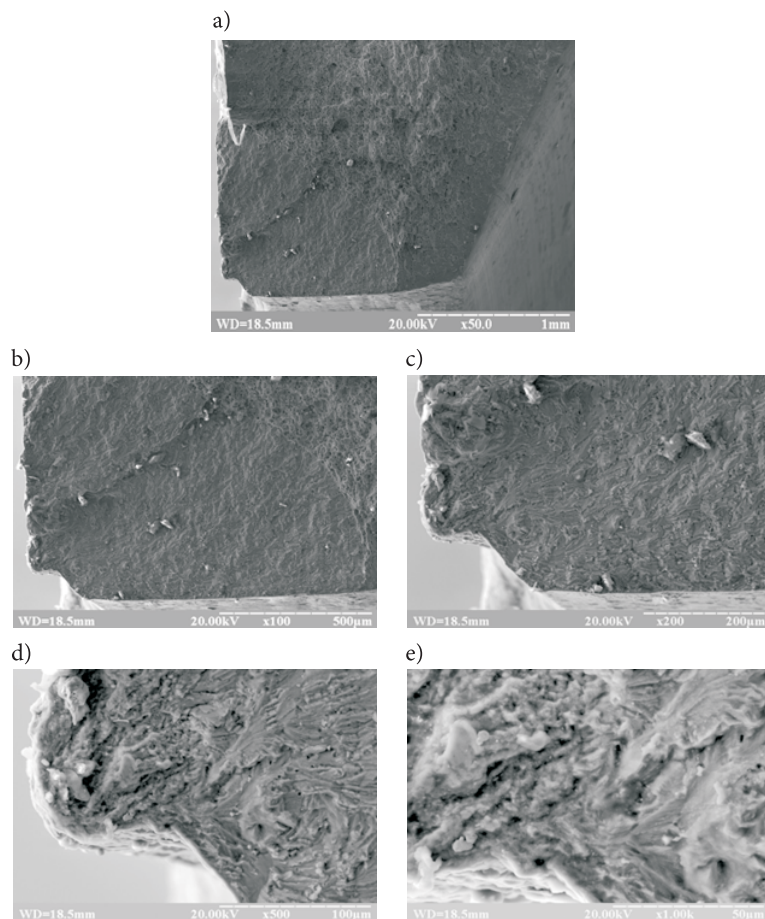 a)
WD=18.5mm 20.00kV x50.0 1mm
b)
c)
WD=18.5mm 20.00kV x100 500µm
WD=18.5mm 20.00kV x200 200µm
d)
e)
WD=18.5mm 20.00kV x500 100µm
WD=18.5mm 20.00kV x1.00k 50µm